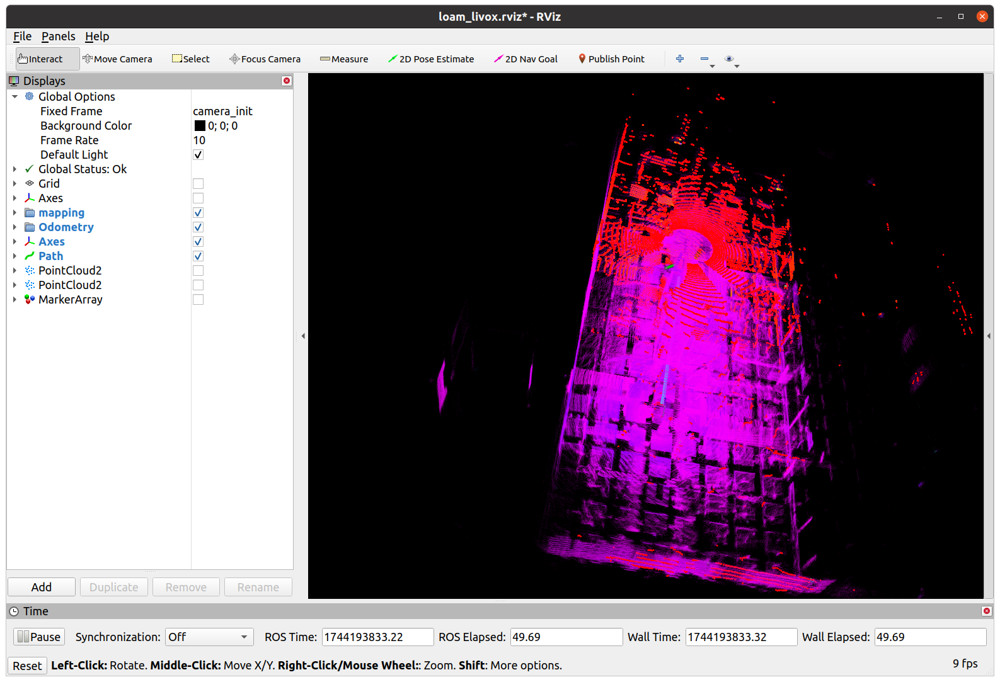 loam_livox.rviz* - RViz
File Panels Help
Interact Move Camera Select Focus Camera Measure 2D Pose Estimate 2D Nav Goal Publish Point
Displays
Global Options
Fixed Frame camera_init
Background Color 0; 0; 0
Frame Rate 10
Default Light
Global Status: Ok
Grid
Axes
mapping
Odometry
Axes
Path
PointCloud2
PointCloud2
MarkerArray
Add Duplicate Remove Rename
Time
Pause Synchronization: Off ROS Time: 1744193833.22 ROS Elapsed: 49.69 Wall Time: 1744193833.32 Wall Elapsed: 49.69
Reset Left-Click: Rotate. Middle-Click: Move X/Y. Right-Click/Mouse Wheel:: Zoom. Shift: More options. 9 fps